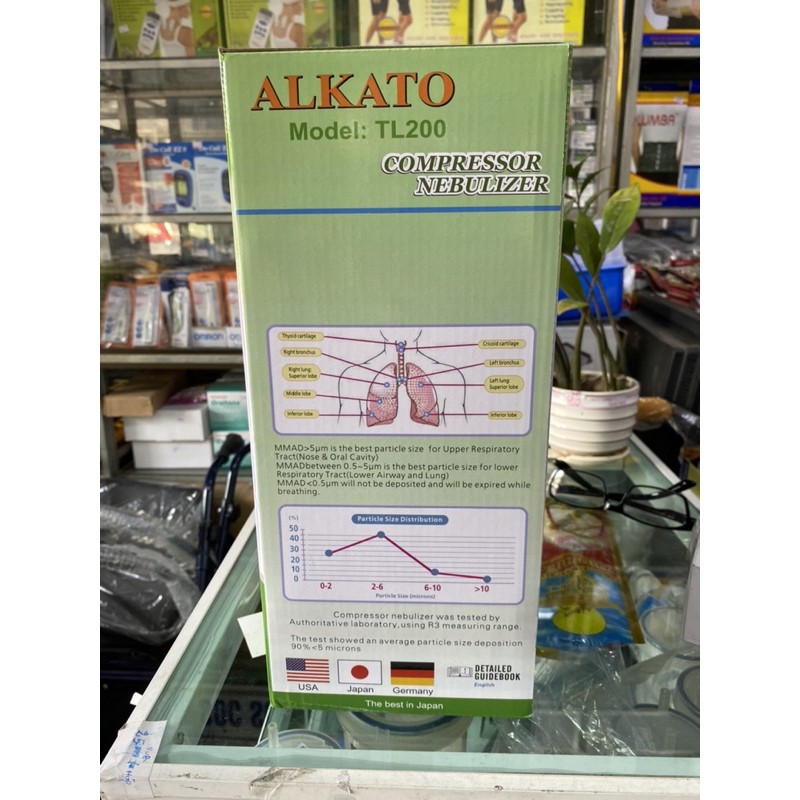 ALKATO
Model: TL200
COMPRESSOR
NEBULIZER
Thyoid cartilage
Cricoid cartilage
Right bronchus
Left bronchus
Right lung:
Superior lobe
Left lung:
Superior lobe
Middle lobe
Inferior lobe
Inferior lobe
MMAD>5μm is the best particle size for Upper Respiratory
Tract(Nose & Oral Cavity)
MMADbetween 0.5~5μm is the best particle size for lower
Respiratory Tract(Lower Airway and Lung)
MMAD<0.5μm will not be deposited and will be expired while
breathing.
Particle Size Distribution
(%)
50
40
30
20
10
0
0-2 2-6 6-10 >10
Particle Size (microns)
Compressor nebulizer was tested by
Authoritative laboratory, using R3 measuring range.
The test showed an average particle size deposition
90%<5 microns
USA Japan Germany
DETAILED
GUIDEBOOK
English
The best in Japan
OMRON